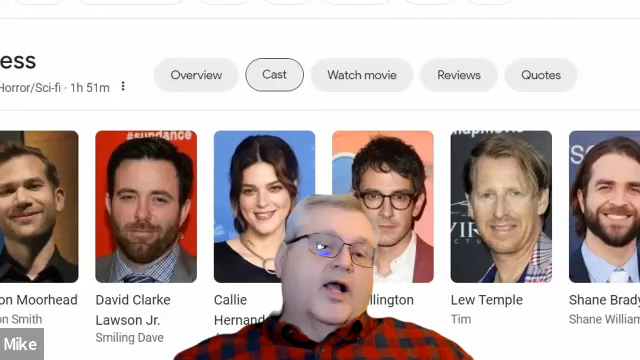 ess
Horror/Sci-fi · 1h 51m
Overview
Cast
Watch movie
Reviews
Quotes
#sundance
on Moorhead
on Smith
David Clarke
Lawson Jr.
Smiling Dave
Callie
Hernand
llington
Lew Temple
Tim
Shane Brady
Shane William
Mike